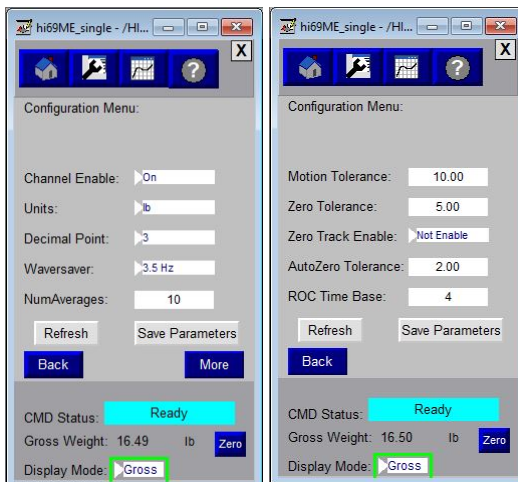 hi69ME_single - /HI...
X
?
Configuration Menu:
Channel Enable: On
Units: lb
Decimal Point: 3
Waversaver: 3.5 Hz
NumAverages: 10
Refresh Save Parameters
Back More
CMD Status: Ready
Gross Weight: 16.49 lb Zero
Display Mode: Gross
hi69ME_single - /HI...
X
?
Configuration Menu:
Motion Tolerance: 10.00
Zero Tolerance: 5.00
Zero Track Enable: Not Enable
AutoZero Tolerance: 2.00
ROC Time Base: 4
Refresh Save Parameters
Back
CMD Status: Ready
Gross Weight: 16.50 lb Zero
Display Mode: Gross